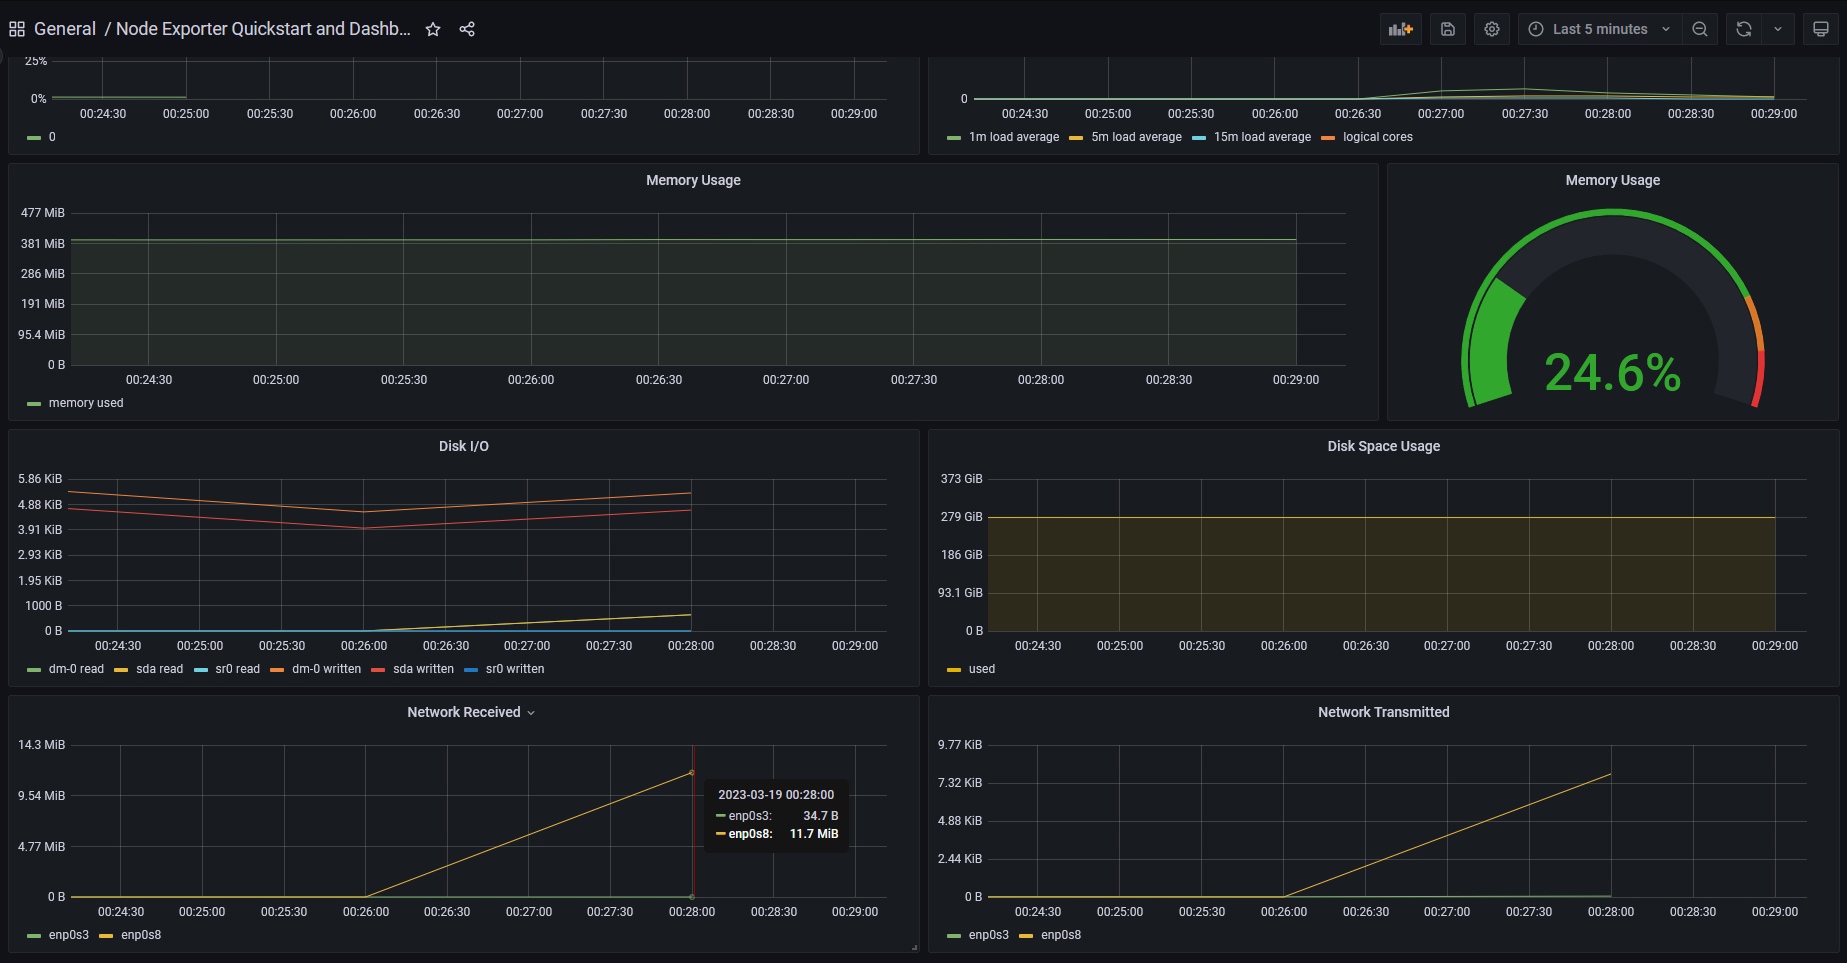 General / Node Exporter Quickstart and Dashb... Last 5 minutes
25%
0%
00:24:30 00:25:00 00:25:30 00:26:00 00:26:30 00:27:00 00:27:30 00:28:00 00:28:30 00:29:00
0
0
00:24:30 00:25:00 00:25:30 00:26:00 00:26:30 00:27:00 00:27:30 00:28:00 00:28:30 00:29:00
1m load average 5m load average 15m load average logical cores
Memory Usage
477 MiB
381 MiB
286 MiB
191 MiB
95.4 MiB
0 B
00:24:30 00:25:00 00:25:30 00:26:00 00:26:30 00:27:00 00:27:30 00:28:00 00:28:30 00:29:00
memory used
Memory Usage
24.6%
Disk I/O
5.86 KiB
4.88 KiB
3.91 KiB
2.93 KiB
1.95 KiB
1000 B
0 B
00:24:30 00:25:00 00:25:30 00:26:00 00:26:30 00:27:00 00:27:30 00:28:00 00:28:30 00:29:00
dm-0 read sda read sr0 read dm-0 written sda written sr0 written
Disk Space Usage
373 GiB
279 GiB
186 GiB
93.1 GiB
0 B
00:24:30 00:25:00 00:25:30 00:26:00 00:26:30 00:27:00 00:27:30 00:28:00 00:28:30 00:29:00
used
Network Received
14.3 MiB
9.54 MiB
4.77 MiB
0 B
2023-03-19 00:28:00
enp0s3: 34.7 B
enp0s8: 11.7 MiB
00:24:30 00:25:00 00:25:30 00:26:00 00:26:30 00:27:00 00:27:30 00:28:00 00:28:30 00:29:00
enp0s3 enp0s8
Network Transmitted
9.77 KiB
7.32 KiB
4.88 KiB
2.44 KiB
0 B
00:24:30 00:25:00 00:25:30 00:26:00 00:26:30 00:27:00 00:27:30 00:28:00 00:28:30 00:29:00
enp0s3 enp0s8